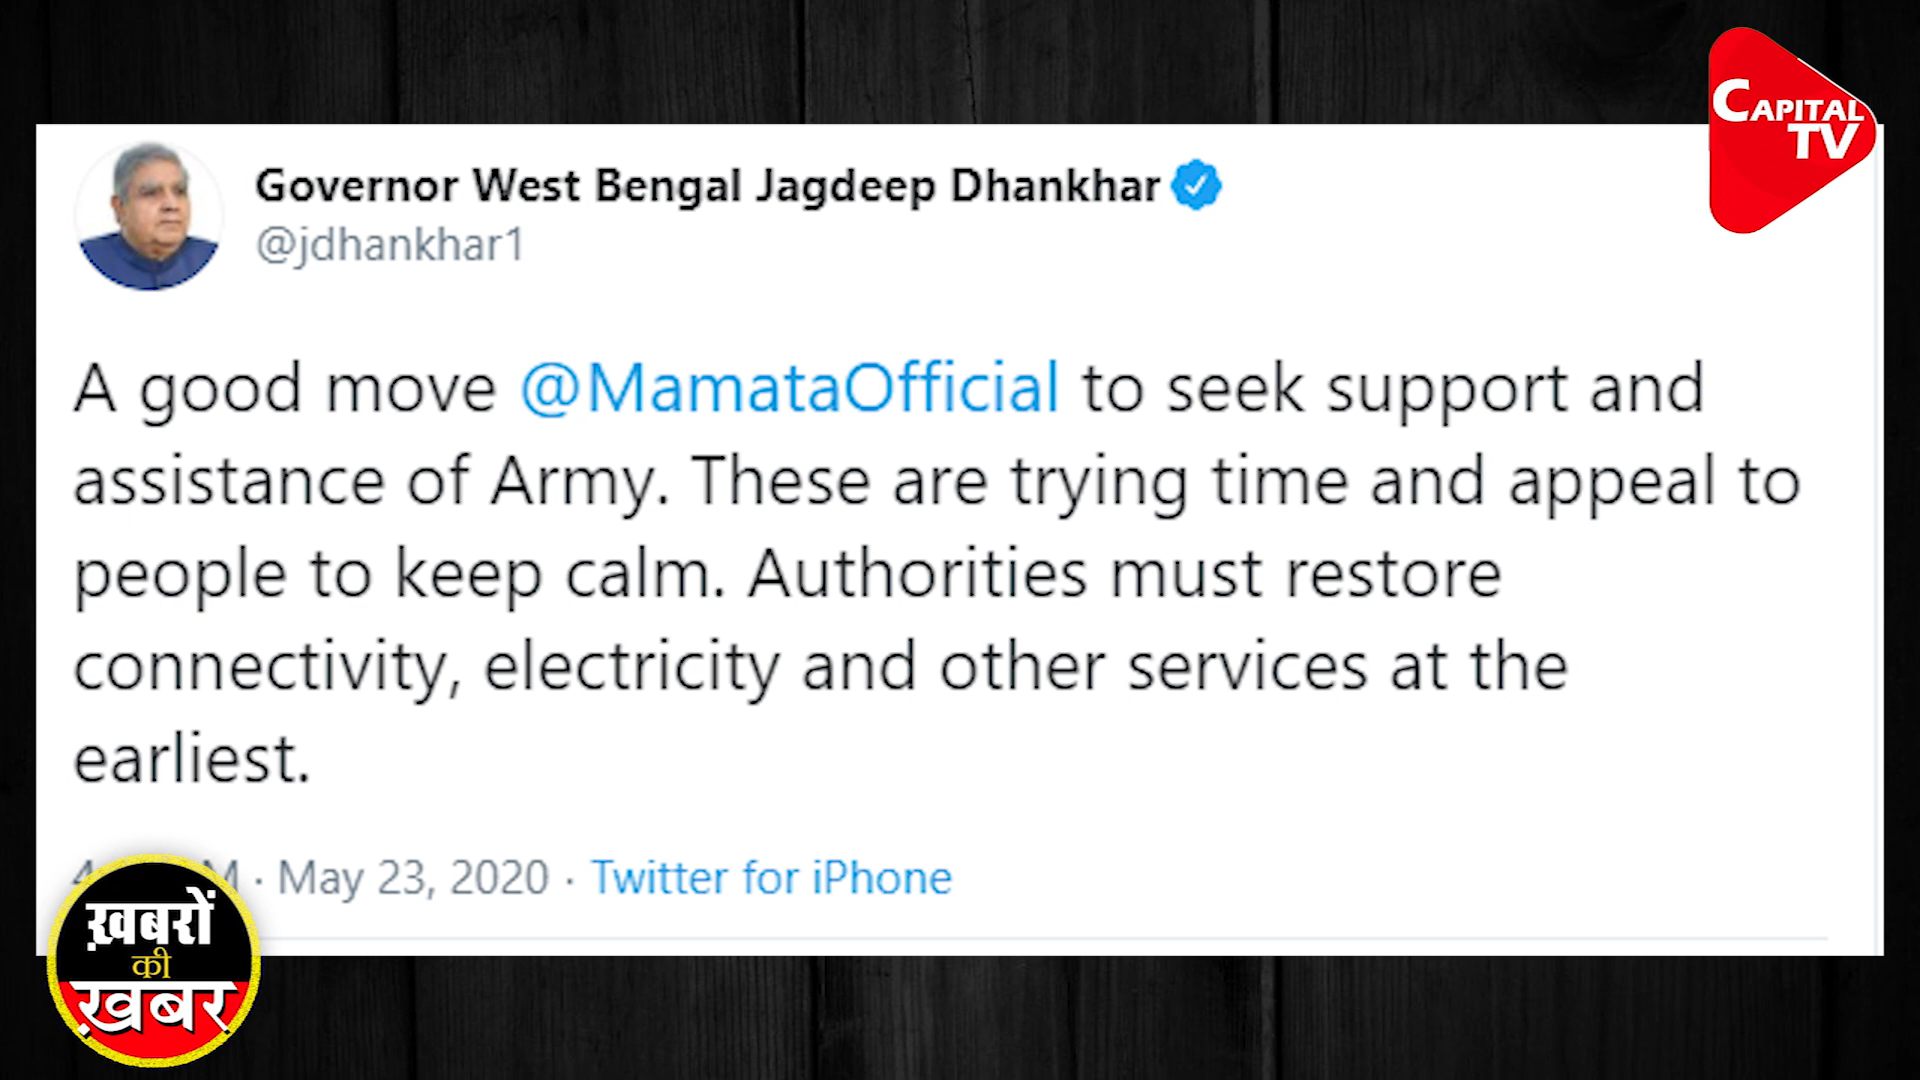 CAPITAL
TV
Governor West Bengal Jagdeep Dhankhar
@jdhankhar1
A good move @MamataOfficial to seek support and
assistance of Army. These are trying time and appeal to
people to keep calm. Authorities must restore
connectivity, electricity and other services at the
earliest.
· May 23, 2020 · Twitter for iPhone
ख़बरों
की
ख़बर